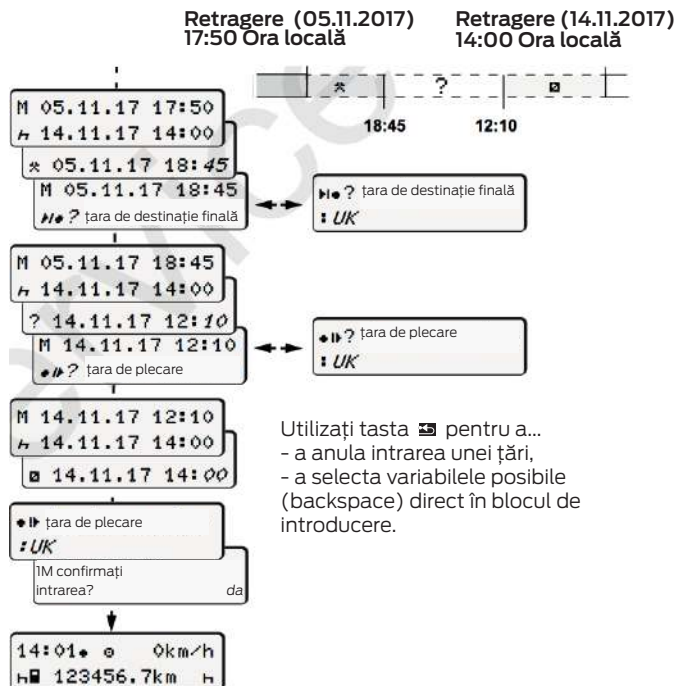 Retragere (05.11.2017)
17:50 Ora locală
Retragere (14.11.2017)
14:00 Ora locală
?
18:45 12:10
M 05.11.17 17:50
14.11.17 14:00
05.11.17 18:45
M 05.11.17 18:45
? țara de destinație finală
? țara de destinație finală
: UK
M 05.11.17 18:45
14.11.17 14:00
? 14.11.17 12:10
M 14.11.17 12:10
? țara de plecare
? țara de plecare
: UK
M 14.11.17 12:10
14.11.17 14:00
14.11.17 14:00
Utilizați tasta pentru a...
- a anula intrarea unei țări,
- a selecta variabilele posibile
(backspace) direct în blocul de
introducere.
țara de plecare
: UK
1M confirmați
intrarea? da
14:01 0km/h
123456.7km
service